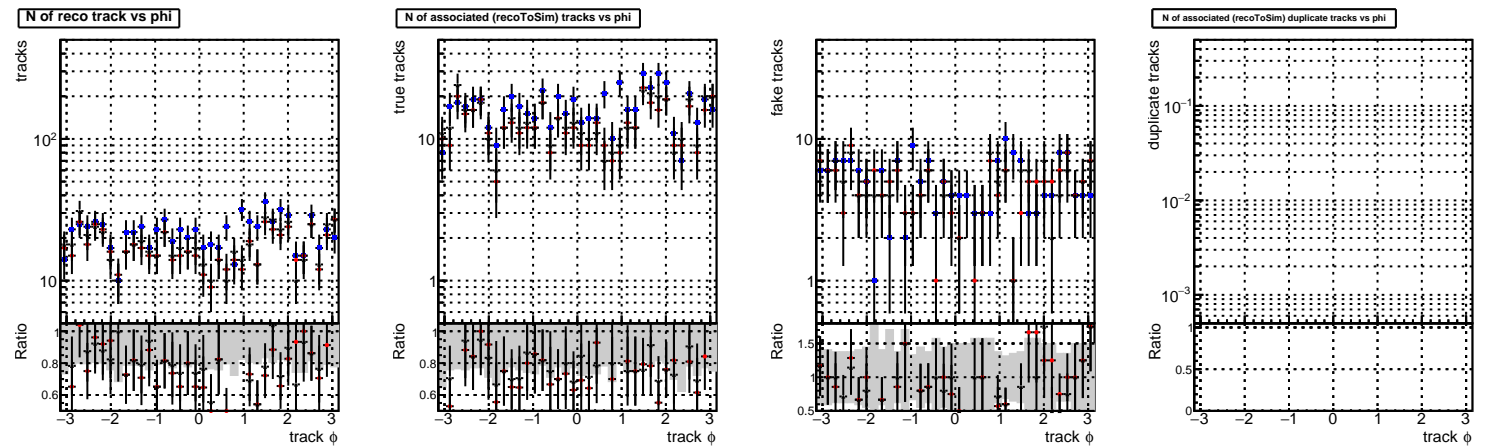 N of reco track vs phi
tracks
10²
10
Ratio
1
0.8
0.6
−3 −2 −1 0 1 2 3
track ϕ
N of associated (recoToSim) tracks vs phi
true tracks
10
1
Ratio
1
0.8
0.6
−3 −2 −1 0 1 2 3
track ϕ
fake tracks
10
1
Ratio
1.5
1
0.5
−3 −2 −1 0 1 2 3
track ϕ
N of associated (recoToSim) duplicate tracks vs phi
duplicate tracks
10⁻¹
10⁻²
10⁻³
Ratio
1
0.5
0
−3 −2 −1 0 1 2 3
track ϕ